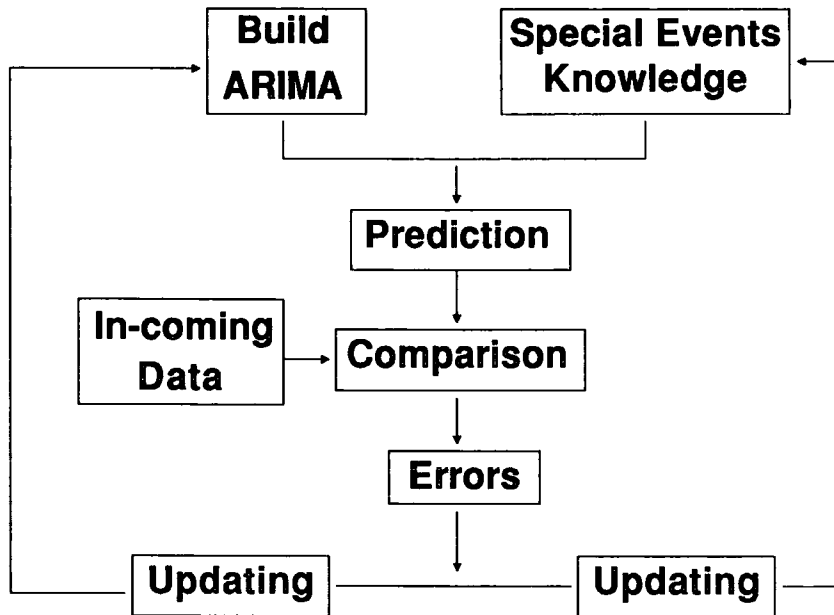 Build
ARIMA
Special Events
Knowledge
Prediction
In-coming
Data
Comparison
Errors
Updating
Updating